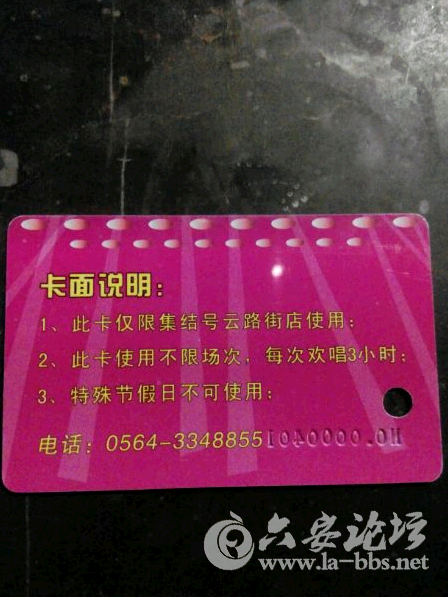 卡面说明：
1、此卡仅限集结号云路街店使用；
2、此卡使用不限场次，每次欢唱3小时；
3、特殊节假日不可使用；
电话：0564-3348855
NO.0000401
六安论坛
www.la-bbs.net